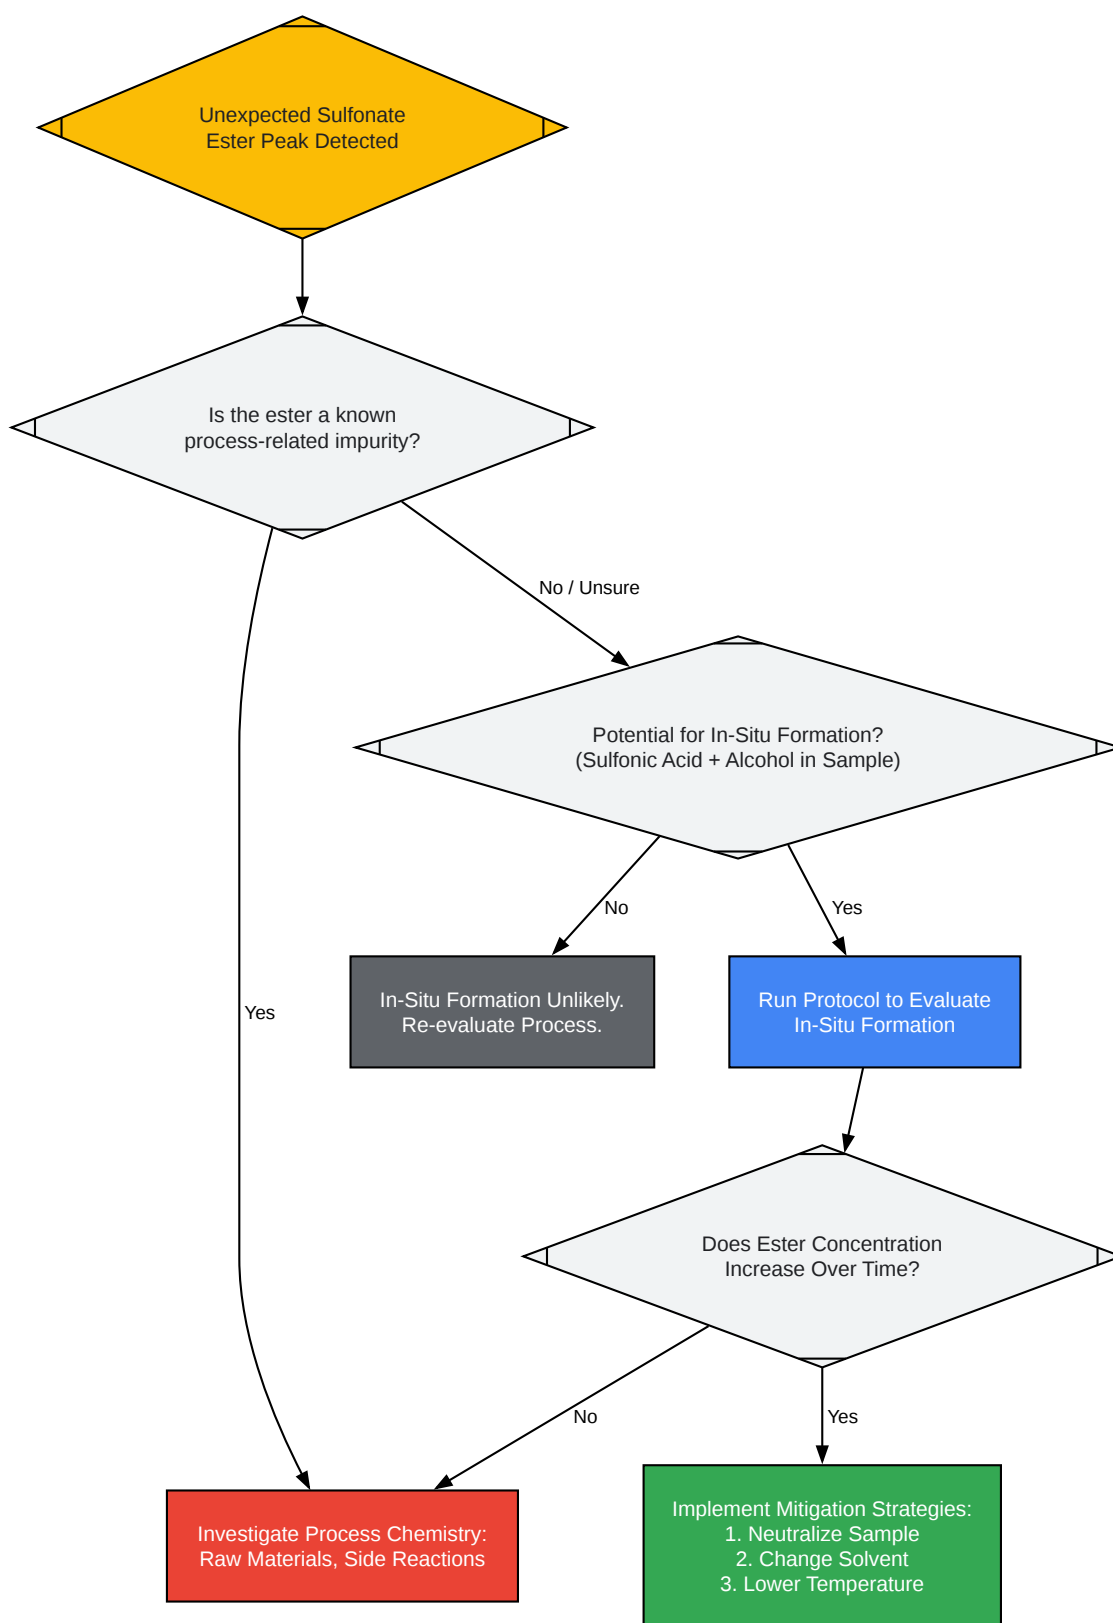 Unexpected Sulfonate
Ester Peak Detected
Is the ester a known
process-related impurity?
No / Unsure
Potential for In-Situ Formation?
(Sulfonic Acid + Alcohol in Sample)
No
Yes
In-Situ Formation Unlikely.
Re-evaluate Process.
Run Protocol to Evaluate
In-Situ Formation
Yes
Does Ester Concentration
Increase Over Time?
No
Yes
Investigate Process Chemistry:
Raw Materials, Side Reactions
Implement Mitigation Strategies:
1. Neutralize Sample
2. Change Solvent
3. Lower Temperature